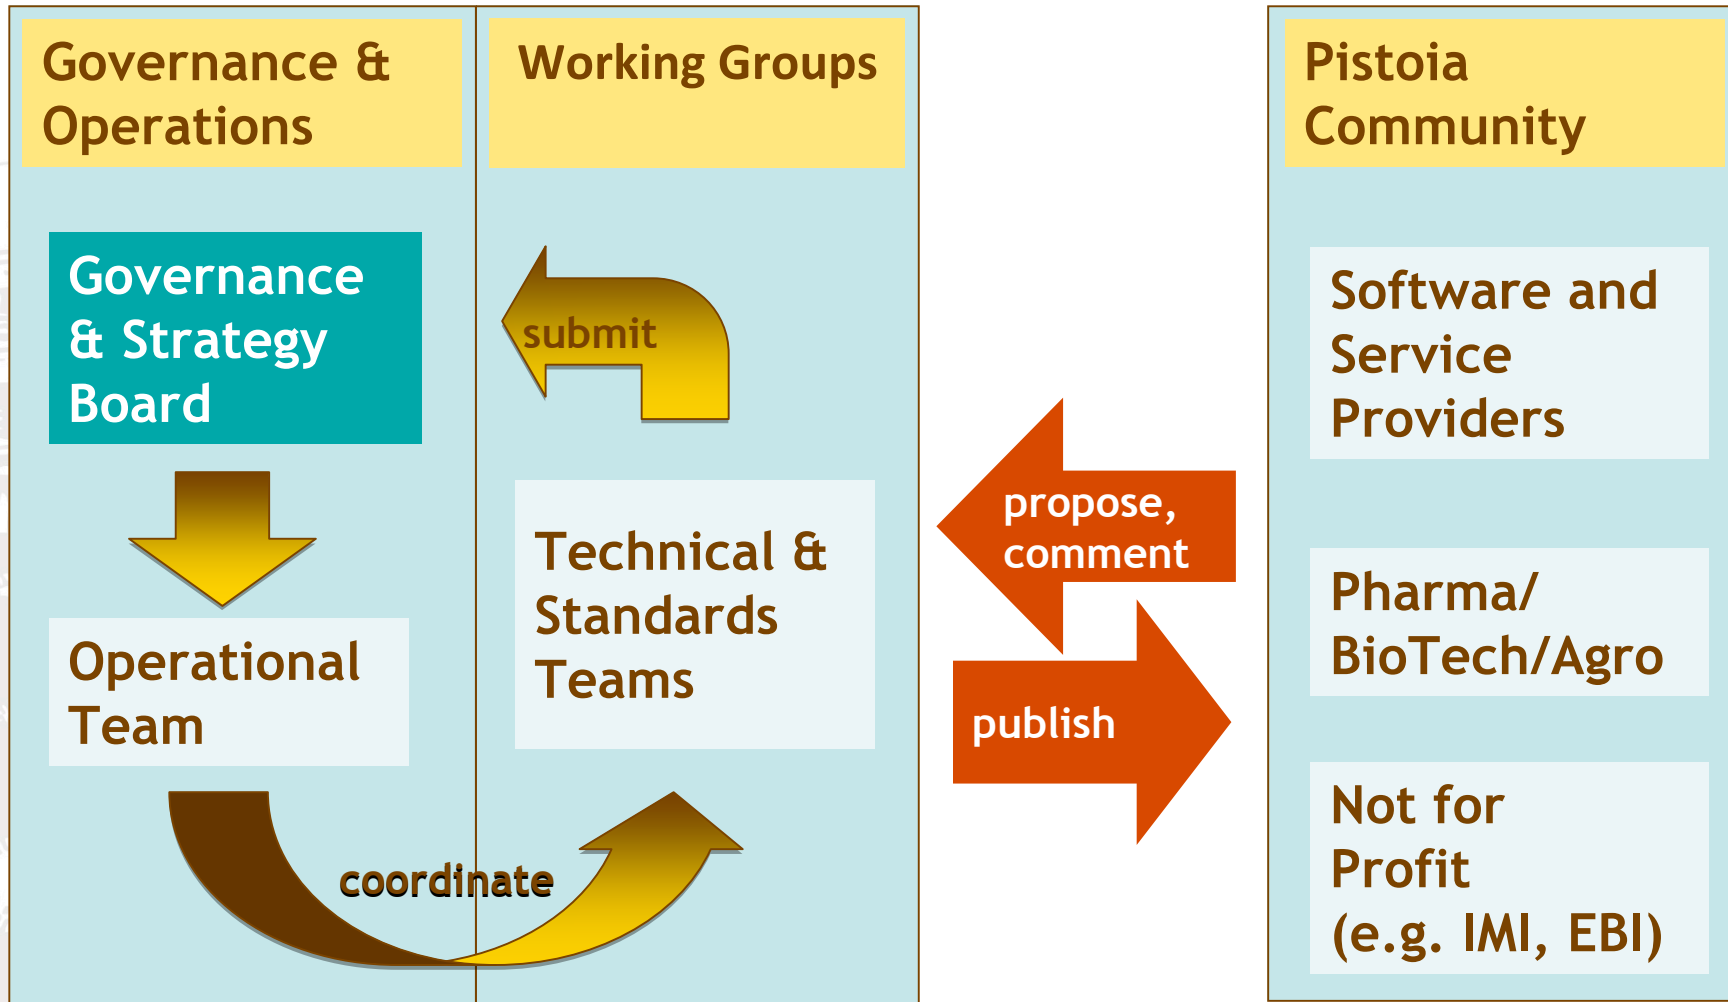 Governance &
Operations
Working Groups
Pistoia
Community
Governance
& Strategy
Board
submit
Software and
Service
Providers
propose,
comment
Technical &
Standards
Teams
Pharma/
BioTech/Agro
Operational
Team
publish
Not for
Profit
(e.g. IMI, EBI)
coordinate